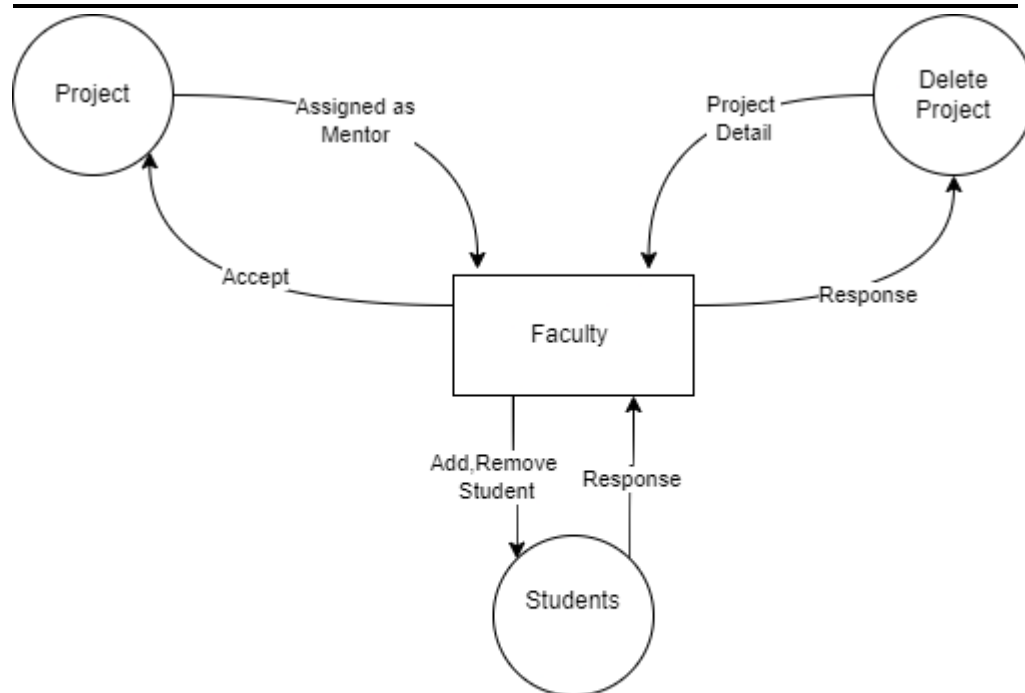 Project
Assigned as
Mentor
Project
Detail
Delete
Project
Accept
Response
Faculty
Add,Remove
Student
Response
Students